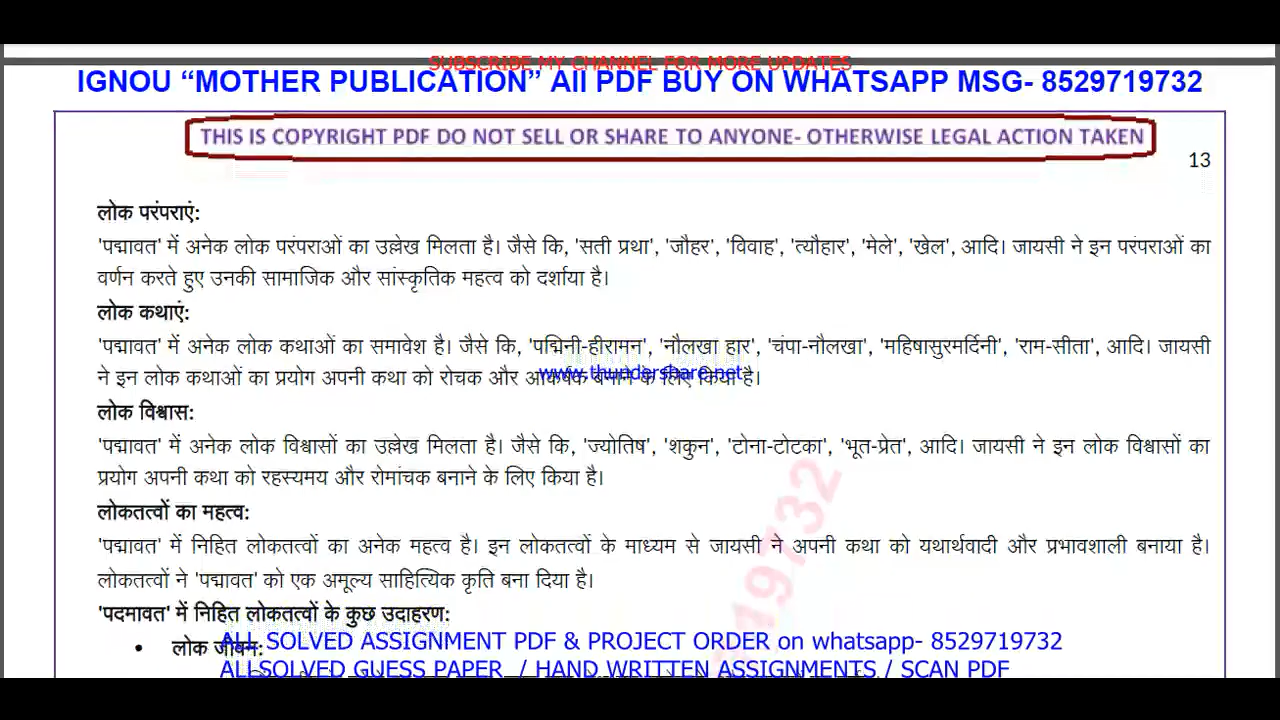 SUBSCRIBE MY CHANNEL FOR MORE UPDATES
IGNOU “MOTHER PUBLICATION” All PDF BUY ON WHATSAPP MSG- 8529719732
THIS IS COPYRIGHT PDF DO NOT SELL OR SHARE TO ANYONE- OTHERWISE LEGAL ACTION TAKEN
13
लोक परंपराएं:
'पद्मावत' में अनेक लोक परंपराओं का उल्लेख मिलता है। जैसे कि, 'सती प्रथा', 'जौहर', 'विवाह', 'त्यौहार', 'मेले', 'खेल', आदि। जायसी ने इन परंपराओं का
वर्णन करते हुए उनकी सामाजिक और सांस्कृतिक महत्व को दर्शाया है।
लोक कथाएं:
'पद्मावत' में अनेक लोक कथाओं का समावेश है। जैसे कि, 'पद्मिनी-हीरामन', 'नौलखा हार', 'चंपा-नौलखा', 'महिषासुरमर्दिनी', 'राम-सीता', आदि। जायसी
ने इन लोक कथाओं का प्रयोग अपनी कथा को रोचक और आकर्षक बनाने के लिए किया है।
www.thundershare.net
लोक विश्वास:
'पद्मावत' में अनेक लोक विश्वासों का उल्लेख मिलता है। जैसे कि, 'ज्योतिष', 'शकुन', 'टोना-टोटका', 'भूत-प्रेत', आदि। जायसी ने इन लोक विश्वासों का
प्रयोग अपनी कथा को रहस्यमय और रोमांचक बनाने के लिए किया है।
लोकतत्वों का महत्व:
'पद्मावत' में निहित लोकतत्वों का अनेक महत्व है। इन लोकतत्वों के माध्यम से जायसी ने अपनी कथा को यथार्थवादी और प्रभावशाली बनाया है।
लोकतत्वों ने 'पद्मावत' को एक अमूल्य साहित्यिक कृति बना दिया है।
'पदमावत' में निहित लोकतत्वों के कुछ उदाहरण:
• लोक जीवन:
ALL SOLVED ASSIGNMENT PDF & PROJECT ORDER on whatsapp- 8529719732
ALLSOLVED GUESS PAPER / HAND WRITTEN ASSIGNMENTS / SCAN PDF
19732